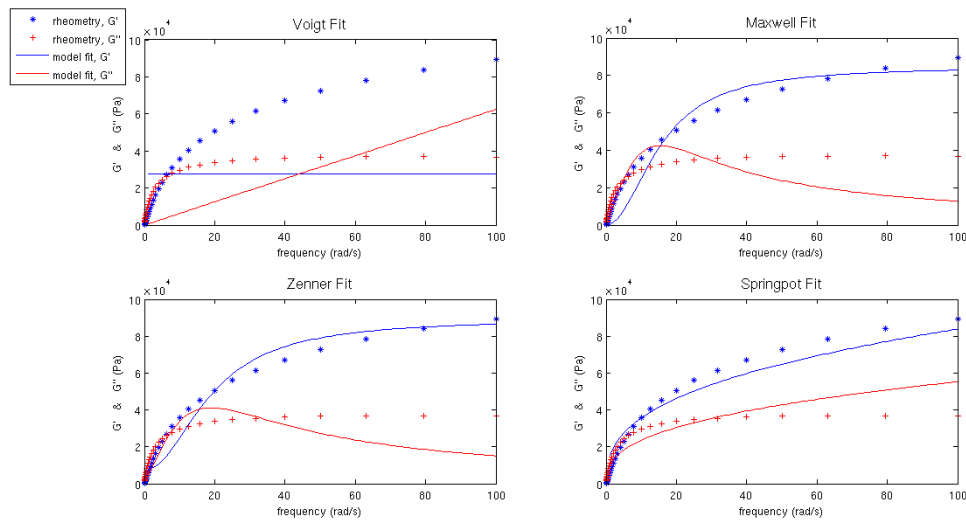 * rheometry, G'
+ rheometry, G''
model fit, G'
model fit, G''
Voigt Fit
x 10^4
10
8
6
4
2
0
G' & G'' (Pa)
0 20 40 60 80 100
frequency (rad/s)
Maxwell Fit
x 10^4
10
8
6
4
2
0
G' & G'' (Pa)
0 20 40 60 80 100
frequency (rad/s)
Zenner Fit
x 10^4
10
8
6
4
2
0
G' & G'' (Pa)
0 20 40 60 80 100
frequency (rad/s)
Springpot Fit
x 10^4
10
8
6
4
2
0
G' & G'' (Pa)
0 20 40 60 80 100
frequency (rad/s)